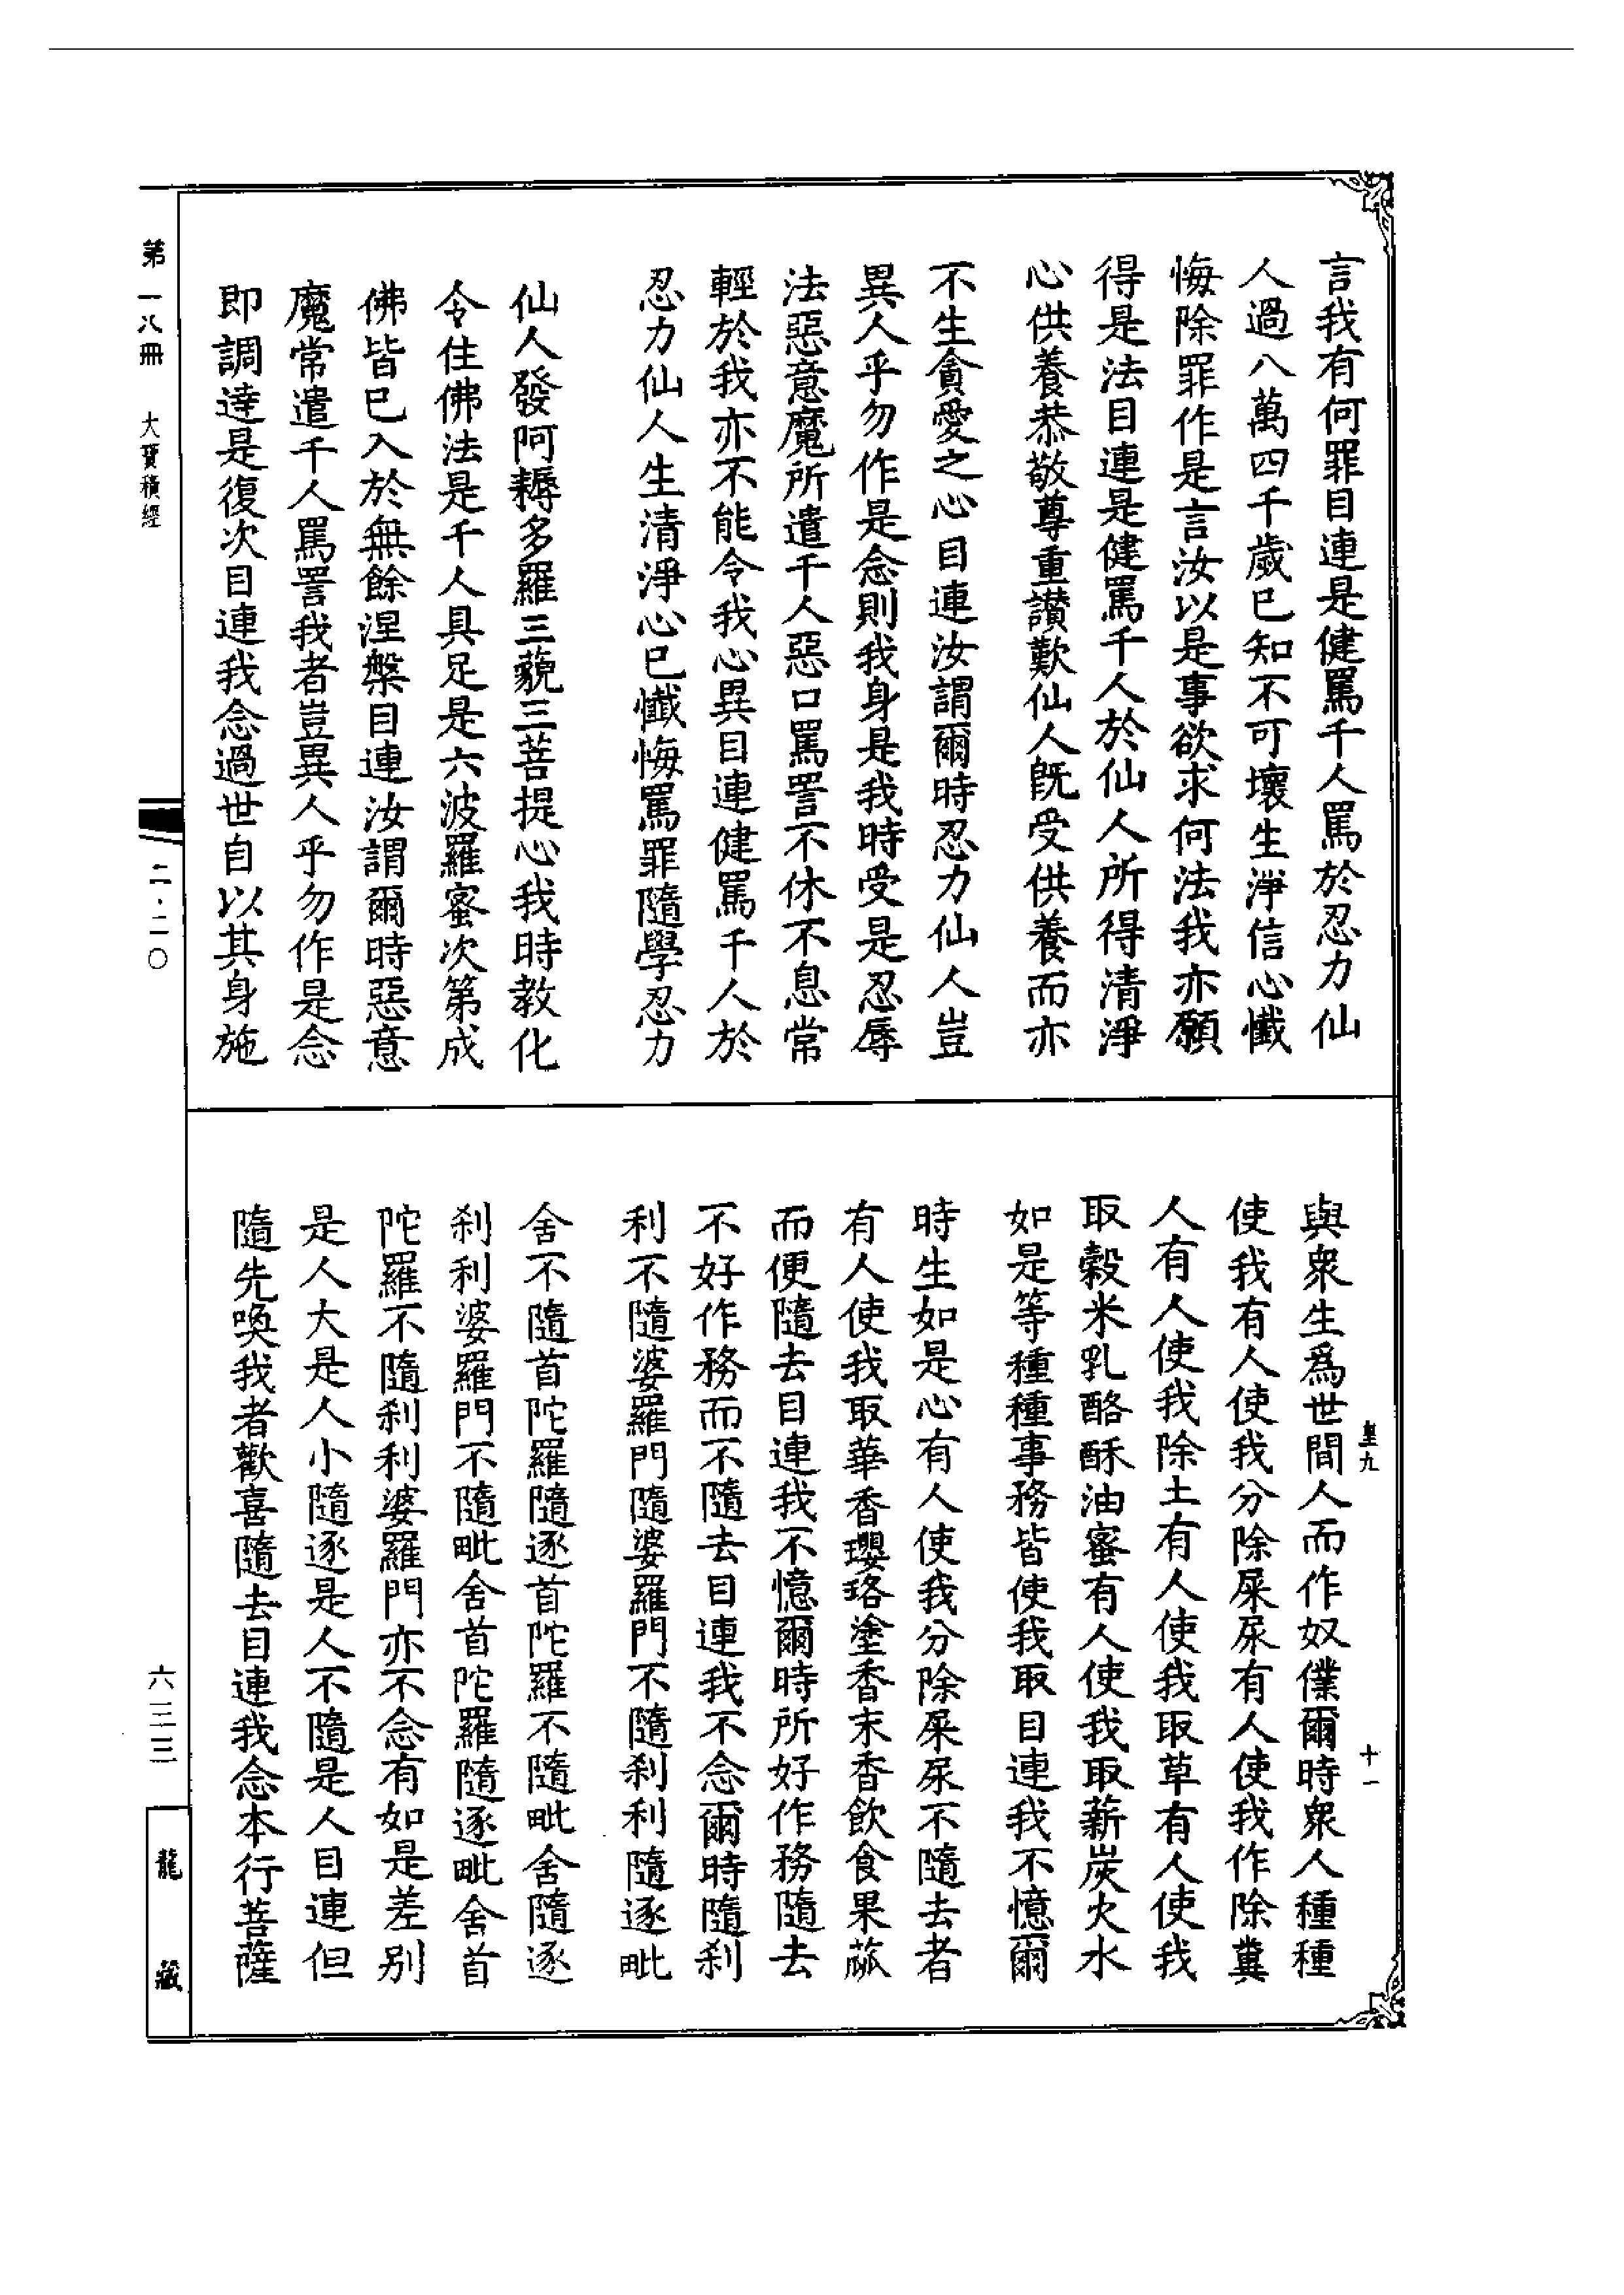 言我有何罪目連是健罵千人罵於忍力仙
人過八萬四千歲已知不可壞生淨信心懺
悔除罪作是言汝以是事欲求何法我亦願
得是法目連是健罵千人於仙人所得清淨
心供養恭敬尊重讃歎仙人既受供養而亦
不生貪愛之心目連汝謂爾時忍力仙人豈
異人乎勿作是念則我身是我時受是忍辱
法惡意魔所遣千人惡口罵詈不休不息常
輕於我亦不能令我心異目連健罵千人於
忍力仙人生清淨心已懺悔罵罪隨學忍力
仙人發阿耨多羅三藐三菩提心我時教化
令住佛法是千人具足是六波羅蜜次第成
佛皆已入於無餘涅槃目連汝謂爾時惡意
魔常遣千人罵詈我者豈異人乎勿作是念
即調達是復次目連我念過世自以其身施
與衆生爲世間人而作奴僕爾時衆人種種
使我有人使我分除屎尿有人使我作除糞
人有人使我除土有人使我取草有人使我
取穀米乳酪酥油蜜有人使我取薪炭火水
如是等種種事務皆使我取目連我不憶爾
時生如是心有人使我分除屎尿不隨去者
有人使我取華香瓔珞塗香末香飲食果蓏
而便隨去目連我不憶爾時所好作務隨去
不好作務而不隨去目連我不念爾時隨刹
利不隨婆羅門隨婆羅門不隨刹利隨逐毗
舍不隨首陀羅隨逐首陀羅不隨毗舍隨逐
刹利婆羅門不隨毗舍首陀羅隨逐毗舍首
陀羅不隨刹利婆羅門亦不念有如是差别
是人大是人小隨逐是人不隨是人目連但
隨先喚我者歡喜隨去目連我念本行菩薩
皇九
十一
第一八冊
大寶積經
二·二〇
六三三
龍藏